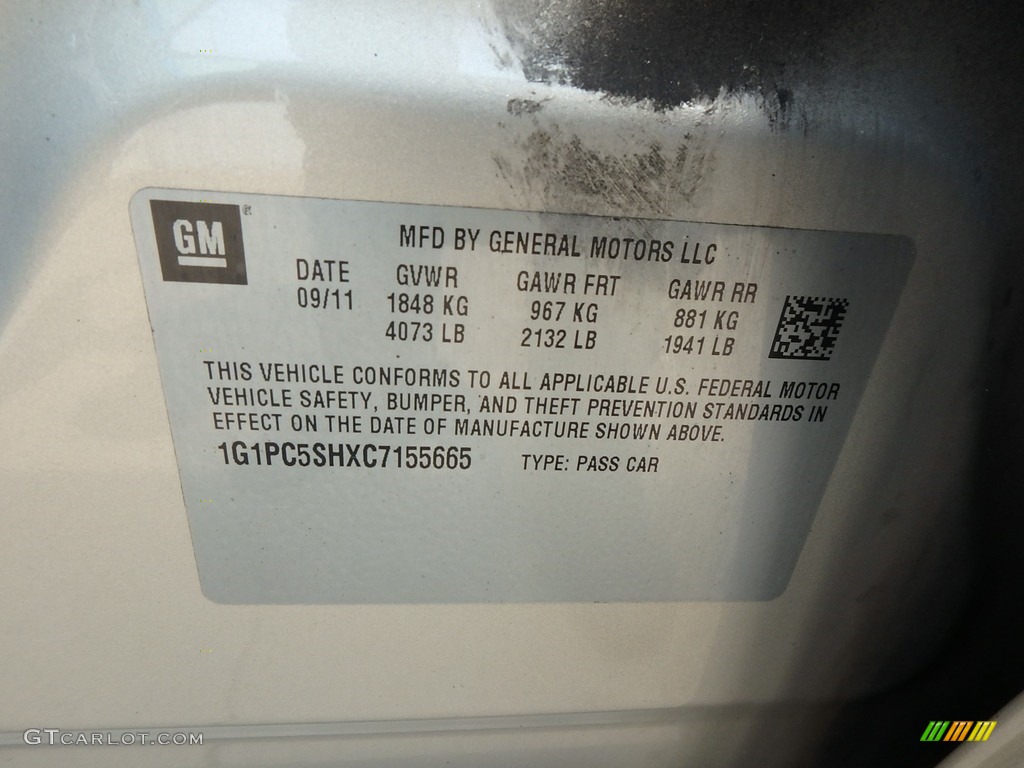 GM®
MFD BY GENERAL MOTORS LLC
DATE GVWR GAWR FRT GAWR RR
09/11 1848 KG 967 KG 881 KG
4073 LB 2132 LB 1941 LB
THIS VEHICLE CONFORMS TO ALL APPLICABLE U.S. FEDERAL MOTOR
VEHICLE SAFETY, BUMPER, AND THEFT PREVENTION STANDARDS IN
EFFECT ON THE DATE OF MANUFACTURE SHOWN ABOVE.
1G1PC5SHXC7155665 TYPE: PASS CAR
GTCARLOT.COM